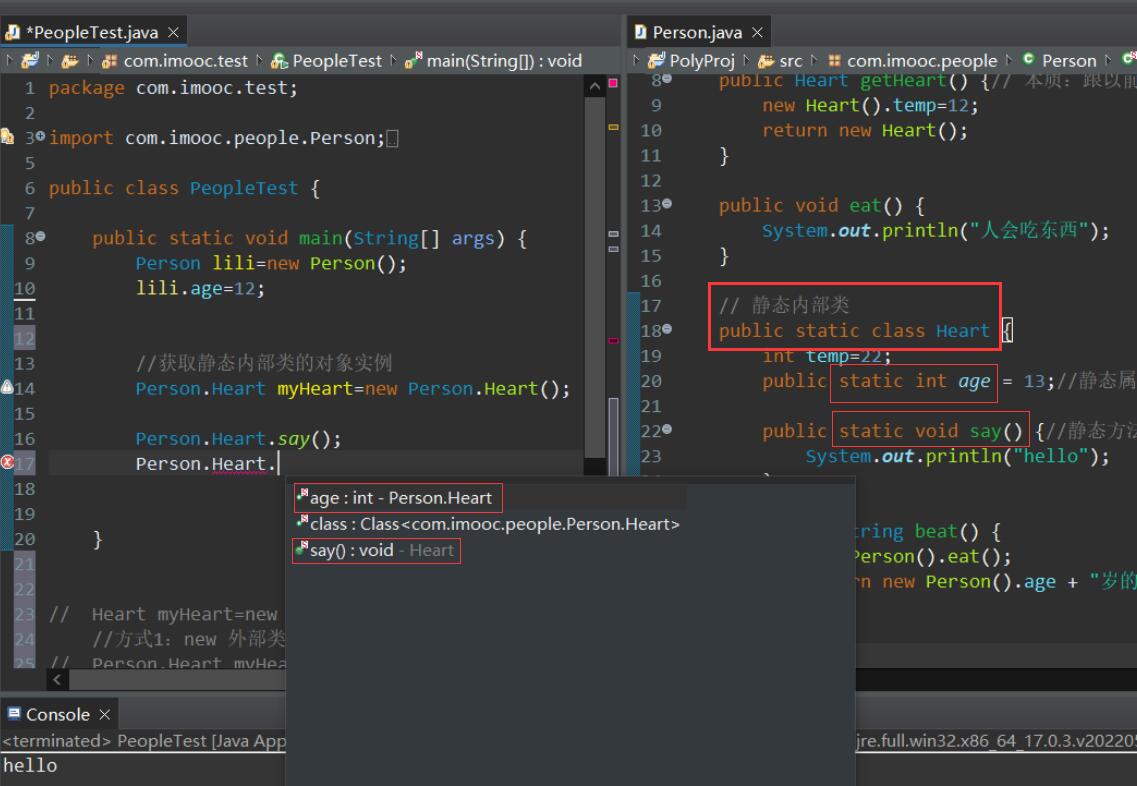 *PeopleTest.java
com.imooc.test PeopleTest main(String[]) : void
1 package com.imooc.test;
2
3 import com.imooc.people.Person;
5
6 public class PeopleTest {
7
8 public static void main(String[] args) {
9 Person lili=new Person();
10 lili.age=12;
11
12
13 //获取静态内部类的对象实例
14 Person.Heart myHeart=new Person.Heart();
15
16 Person.Heart.say();
17 Person.Heart.
18
19
20 }
21
22
23 // Heart myHeart=new
24 //方式1：new 外部类
25 // Person.Heart myHea
Person.java
PolyProj src com.imooc.people Person
8 public Heart getHeart() {// 本质：跟以前
9 new Heart().temp=12;
10 return new Heart();
11 }
12
13 public void eat() {
14 System.out.println("人会吃东西");
15 }
16
17 // 静态内部类
18 public static class Heart {
19 int temp=22;
20 public static int age = 13;//静态属
21
22 public static void say() {//静态方法
23 System.out.println("hello");
tring beat() {
Person().eat();
rn new Person().age + "岁的
age : int - Person.Heart
class : Class<com.imooc.people.Person.Heart>
say() : void - Heart
Console
<terminated> PeopleTest [Java App
jre.full.win32.x86_64_17.0.3.v202205
hello